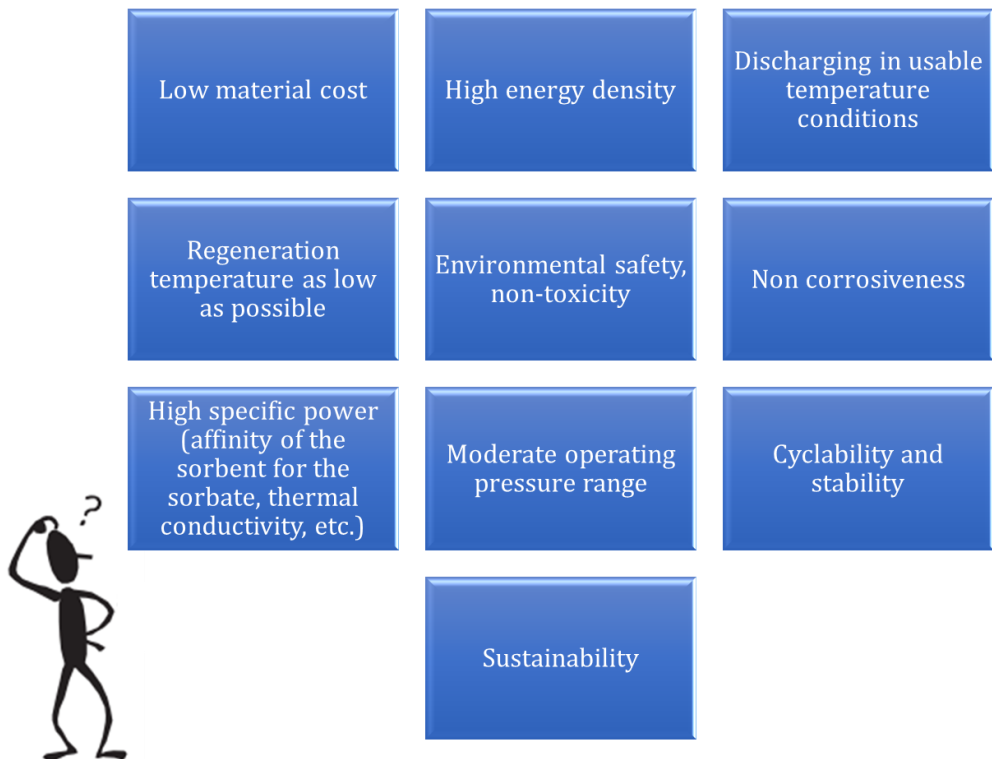 Low material cost
High energy density
Discharging in usable
temperature
conditions
Regeneration
temperature as low
as possible
Environmental safety,
non-toxicity
Non corrosiveness
High specific power
(affinity of the
sorbent for the
sorbate, thermal
conductivity, etc.)
Moderate operating
pressure range
Cyclability and
stability
Sustainability
?